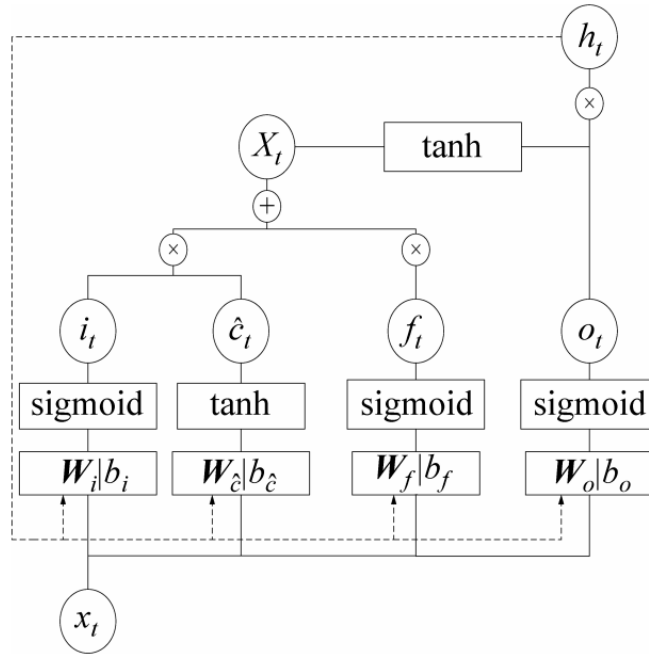 h_t
×
X_t tanh
+
× ×
i_t ĉ_t f_t o_t
sigmoid tanh sigmoid sigmoid
W_i|b_i W_ĉ|b_ĉ W_f|b_f W_o|b_o
x_t